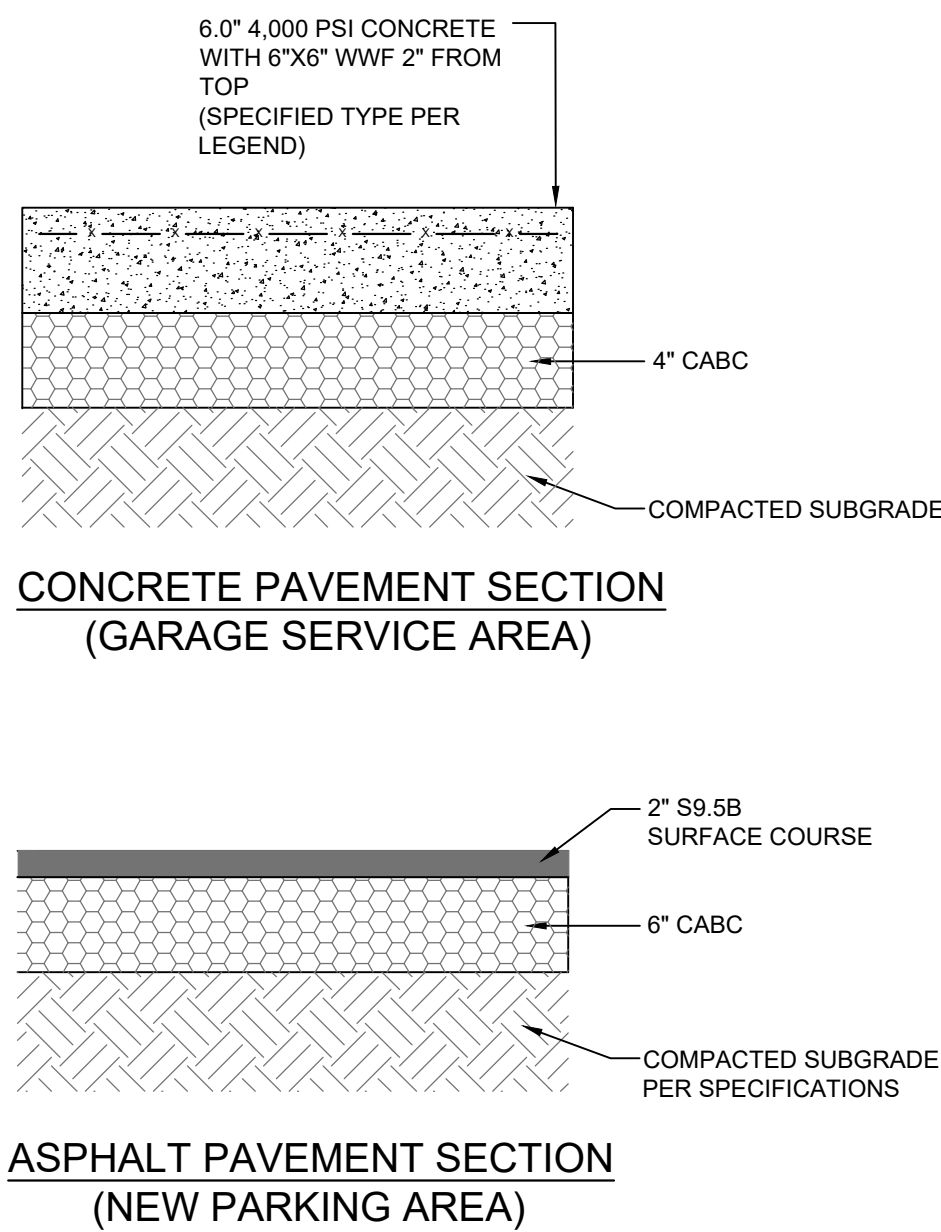 6.0" 4,000 PSI CONCRETE
WITH 6"X6" WWF 2" FROM
TOP
(SPECIFIED TYPE PER
LEGEND)
X X X X X X
4" CABC
COMPACTED SUBGRADE
CONCRETE PAVEMENT SECTION
(GARAGE SERVICE AREA)
2" S9.5B
SURFACE COURSE
6" CABC
COMPACTED SUBGRADE
PER SPECIFICATIONS
ASPHALT PAVEMENT SECTION
(NEW PARKING AREA)